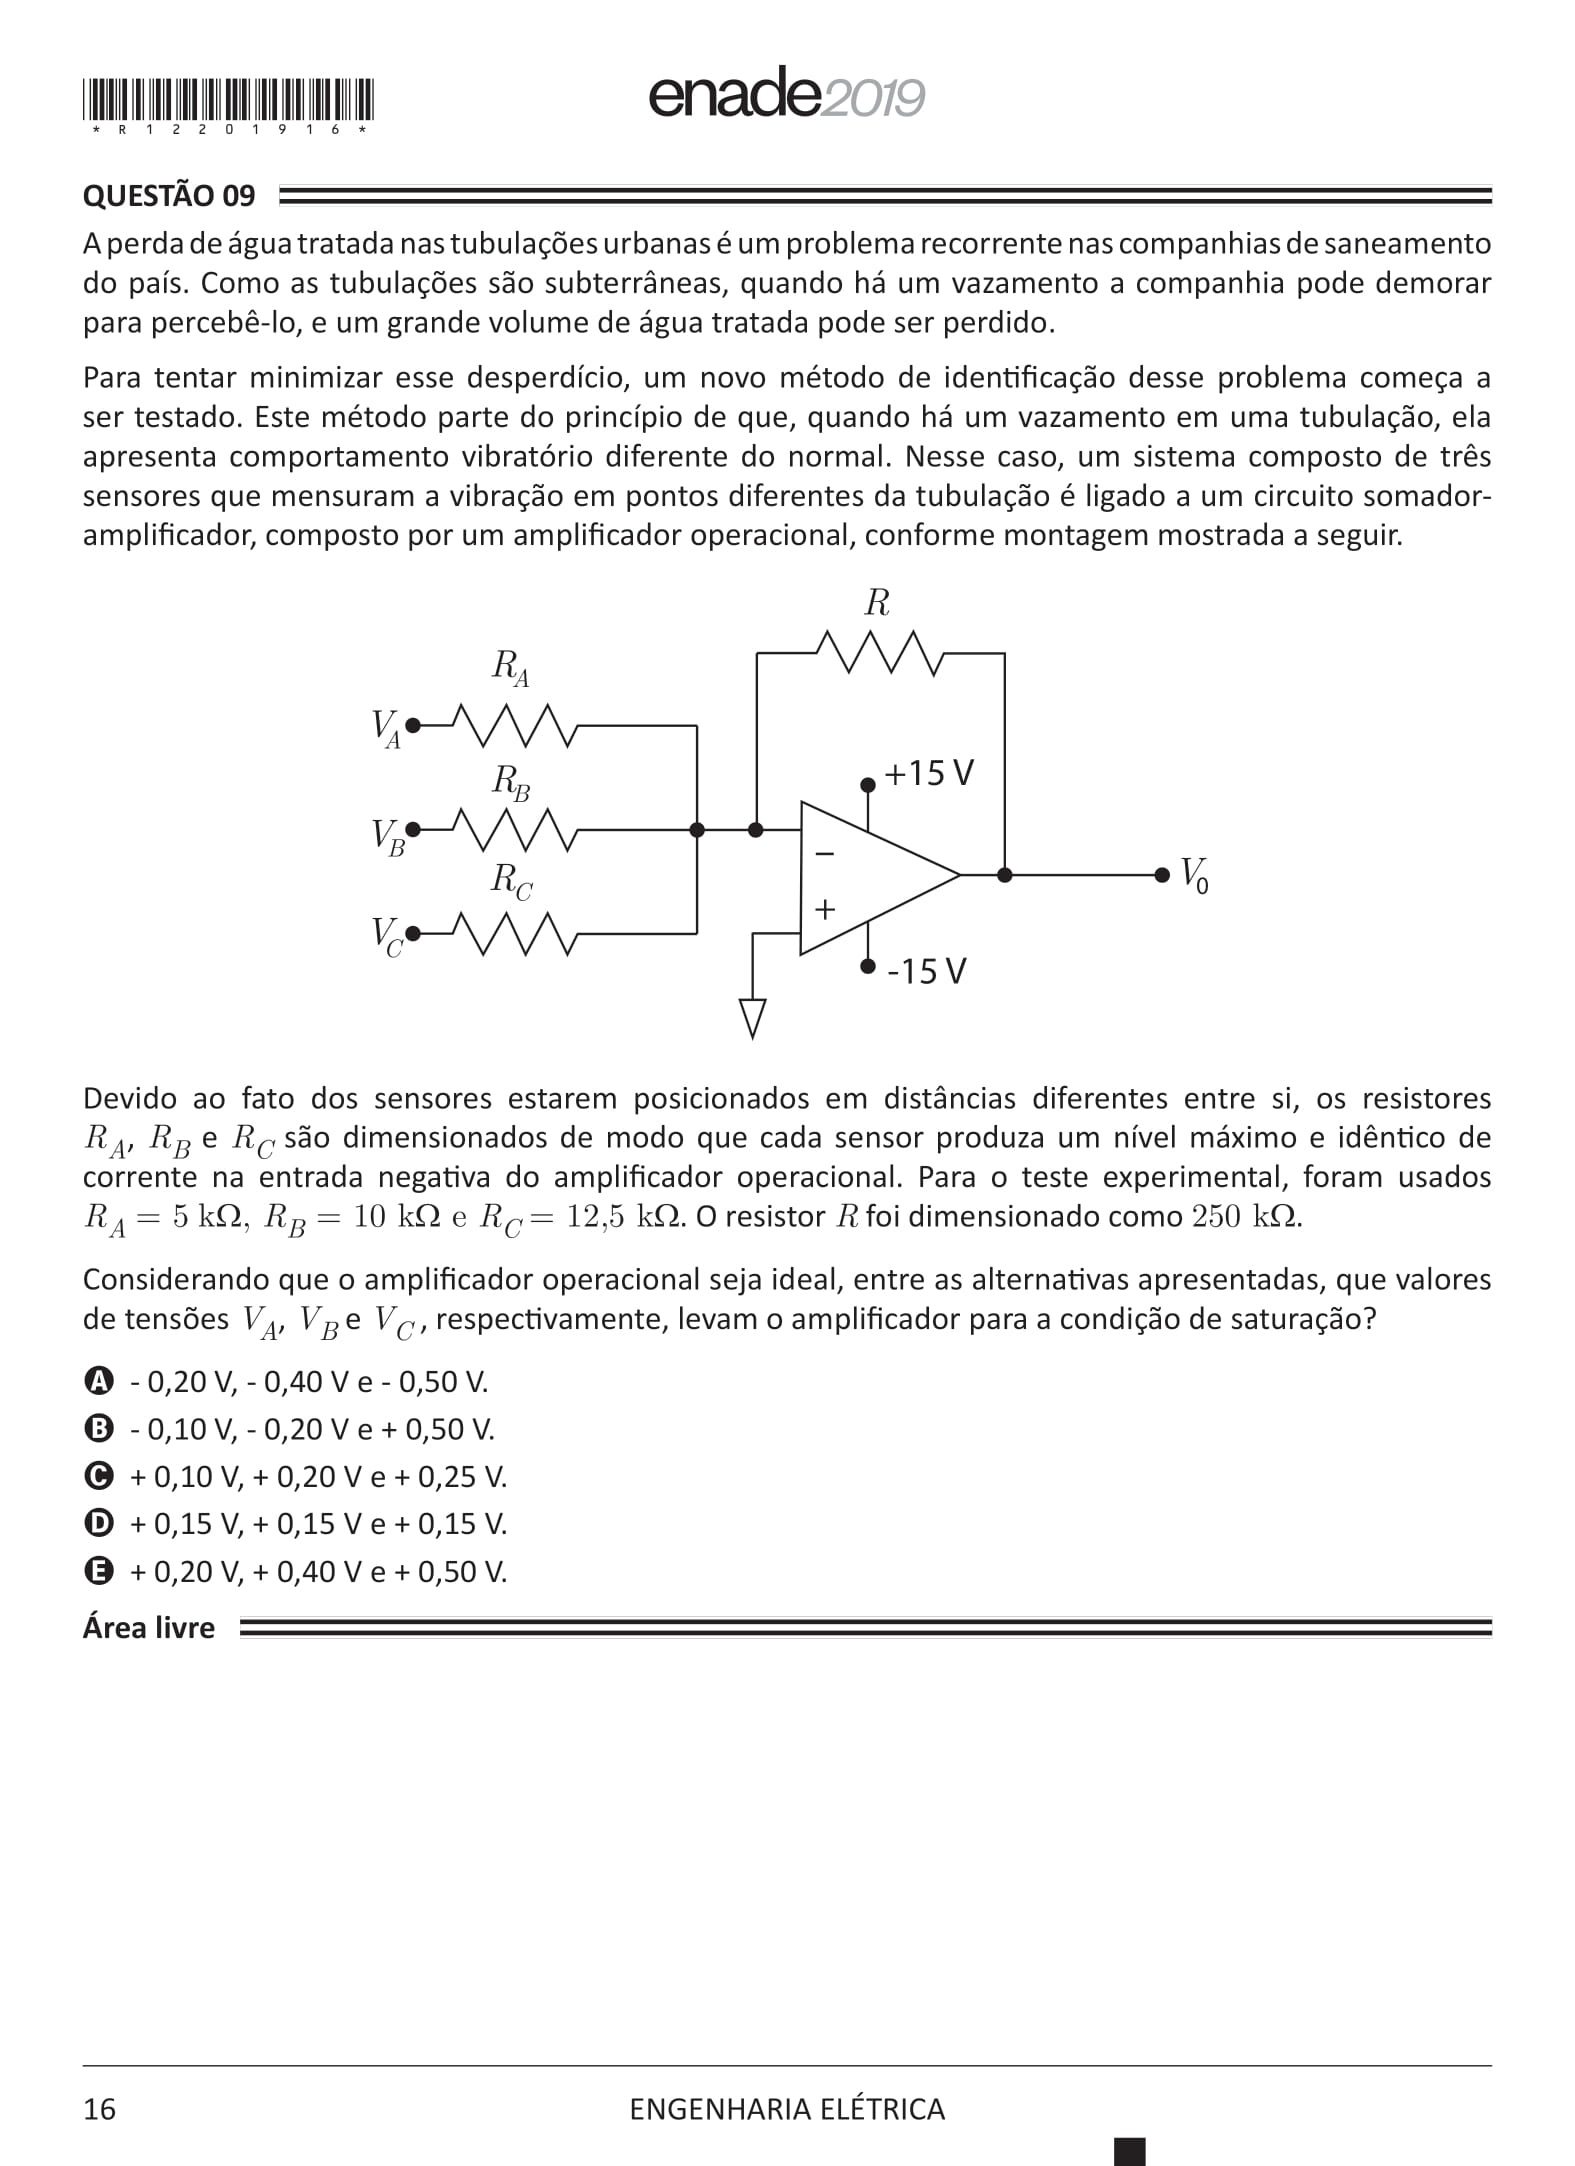 enade2019
*R12201916*
QUESTÃO 09
A perda de água tratada nas tubulações urbanas é um problema recorrente nas companhias de saneamento
do país. Como as tubulações são subterrâneas, quando há um vazamento a companhia pode demorar
para percebê-lo, e um grande volume de água tratada pode ser perdido.
Para tentar minimizar esse desperdício, um novo método de identificação desse problema começa a
ser testado. Este método parte do princípio de que, quando há um vazamento em uma tubulação, ela
apresenta comportamento vibratório diferente do normal. Nesse caso, um sistema composto de três
sensores que mensuram a vibração em pontos diferentes da tubulação é ligado a um circuito somador-
amplificador, composto por um amplificador operacional, conforme montagem mostrada a seguir.
R
R_A
V_A
+15 V
R_B
V_B
−
R_C
V_0
+
V_C
-15 V
Devido ao fato dos sensores estarem posicionados em distâncias diferentes entre si, os resistores
R_A, R_B e R_C são dimensionados de modo que cada sensor produza um nível máximo e idêntico de
corrente na entrada negativa do amplificador operacional. Para o teste experimental, foram usados
R_A = 5 kΩ, R_B = 10 kΩ e R_C = 12,5 kΩ. O resistor R foi dimensionado como 250 kΩ.
Considerando que o amplificador operacional seja ideal, entre as alternativas apresentadas, que valores
de tensões V_A, V_B e V_C, respectivamente, levam o amplificador para a condição de saturação?
A - 0,20 V, - 0,40 V e - 0,50 V.
B - 0,10 V, - 0,20 V e + 0,50 V.
C + 0,10 V, + 0,20 V e + 0,25 V.
D + 0,15 V, + 0,15 V e + 0,15 V.
E + 0,20 V, + 0,40 V e + 0,50 V.
Área livre
16
ENGENHARIA ELÉTRICA